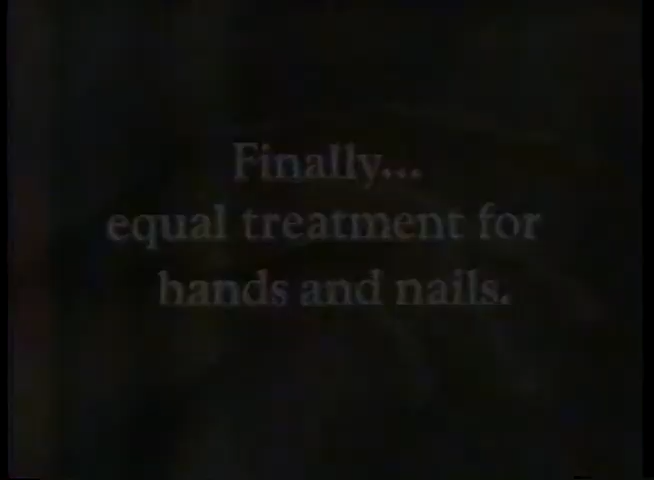 Finally...
equal treatment for
hands and nails.